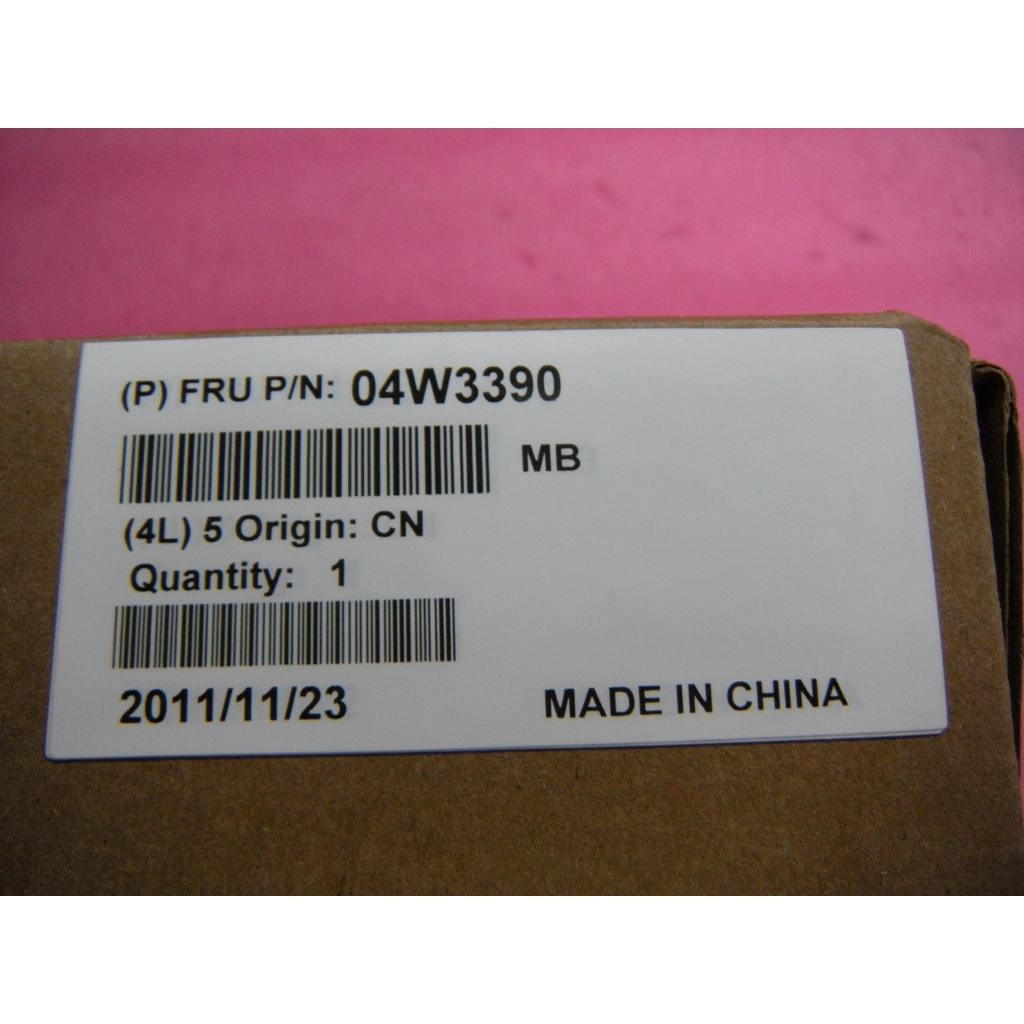 (P) FRU P/N: 04W3390
MB
(4L) 5 Origin: CN
Quantity: 1
2011/11/23
MADE IN CHINA